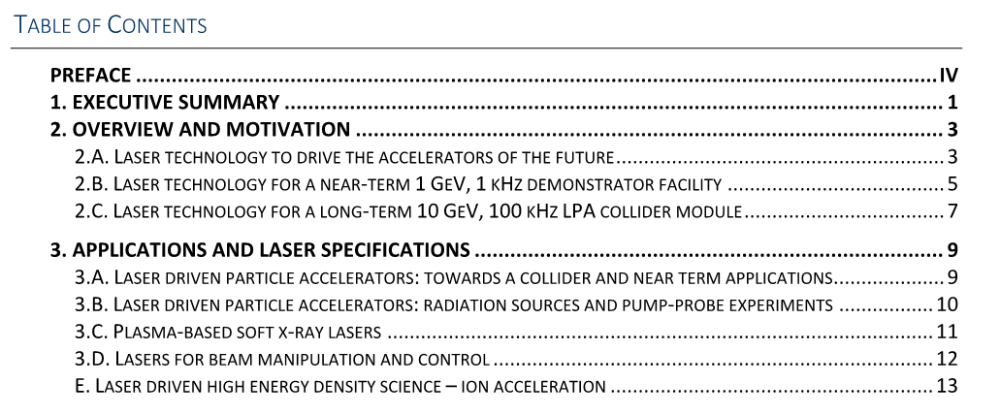 Table of Contents
PREFACE ........ IV
1. EXECUTIVE SUMMARY ........ 1
2. OVERVIEW AND MOTIVATION ........ 3
2.A. Laser technology to drive the accelerators of the future ........ 3
2.B. Laser technology for a near-term 1 GeV, 1 kHz demonstrator facility ........ 5
2.C. Laser technology for a long-term 10 GeV, 100 kHz LPA collider module ........ 7
3. APPLICATIONS AND LASER SPECIFICATIONS ........ 9
3.A. Laser driven particle accelerators: towards a collider and near term applications ........ 9
3.B. Laser driven particle accelerators: radiation sources and pump-probe experiments ........ 10
3.C. Plasma-based soft x-ray lasers ........ 11
3.D. Lasers for beam manipulation and control ........ 12
E. Laser driven high energy density science – ion acceleration ........ 13